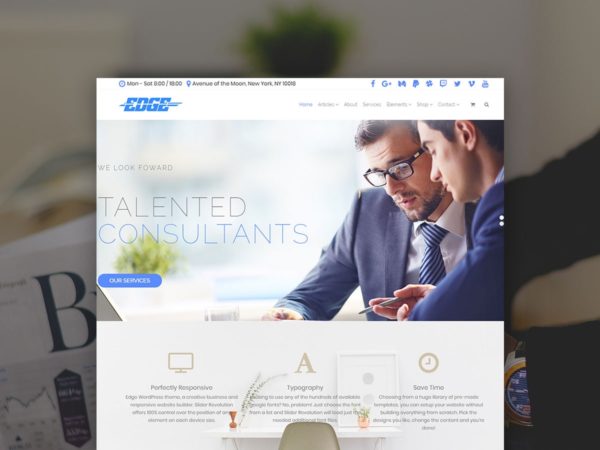 Mon - Sat 8:00 / 18:00 Avenue of the Moon, New York, NY 10018
EDGE
Home Articles About Services Elements Shop Contact
WE LOOK FOWARD
TALENTED
CONSULTANTS
OUR SERVICES
Perfectly Responsive Typography Save Time
Edge WordPress theme, a creative business and
responsive website builder. Slider Revolution
offers 100% control over the position of an
element on each device size.
to use any of the hundreds of available
google fonts? No, problem! Just choose the font
from a list and Slider Revolution will load just the
needed additional font files.
Choosing from a huge library of pre-made
templates, you can setup your website without
building everything from scratch. Pick the
designs you like, change the content and you're
done!